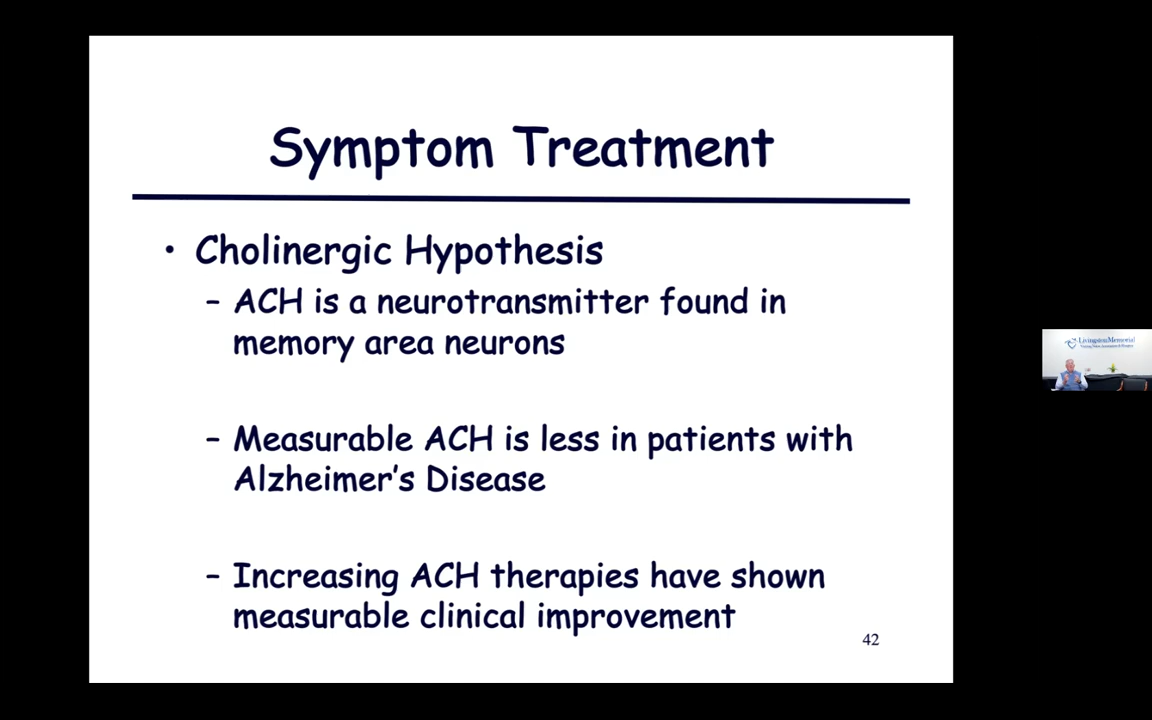 Symptom Treatment
• Cholinergic Hypothesis
– ACH is a neurotransmitter found in
memory area neurons
– Measurable ACH is less in patients with
Alzheimer’s Disease
– Increasing ACH therapies have shown
measurable clinical improvement
42
LivingstonMemorial